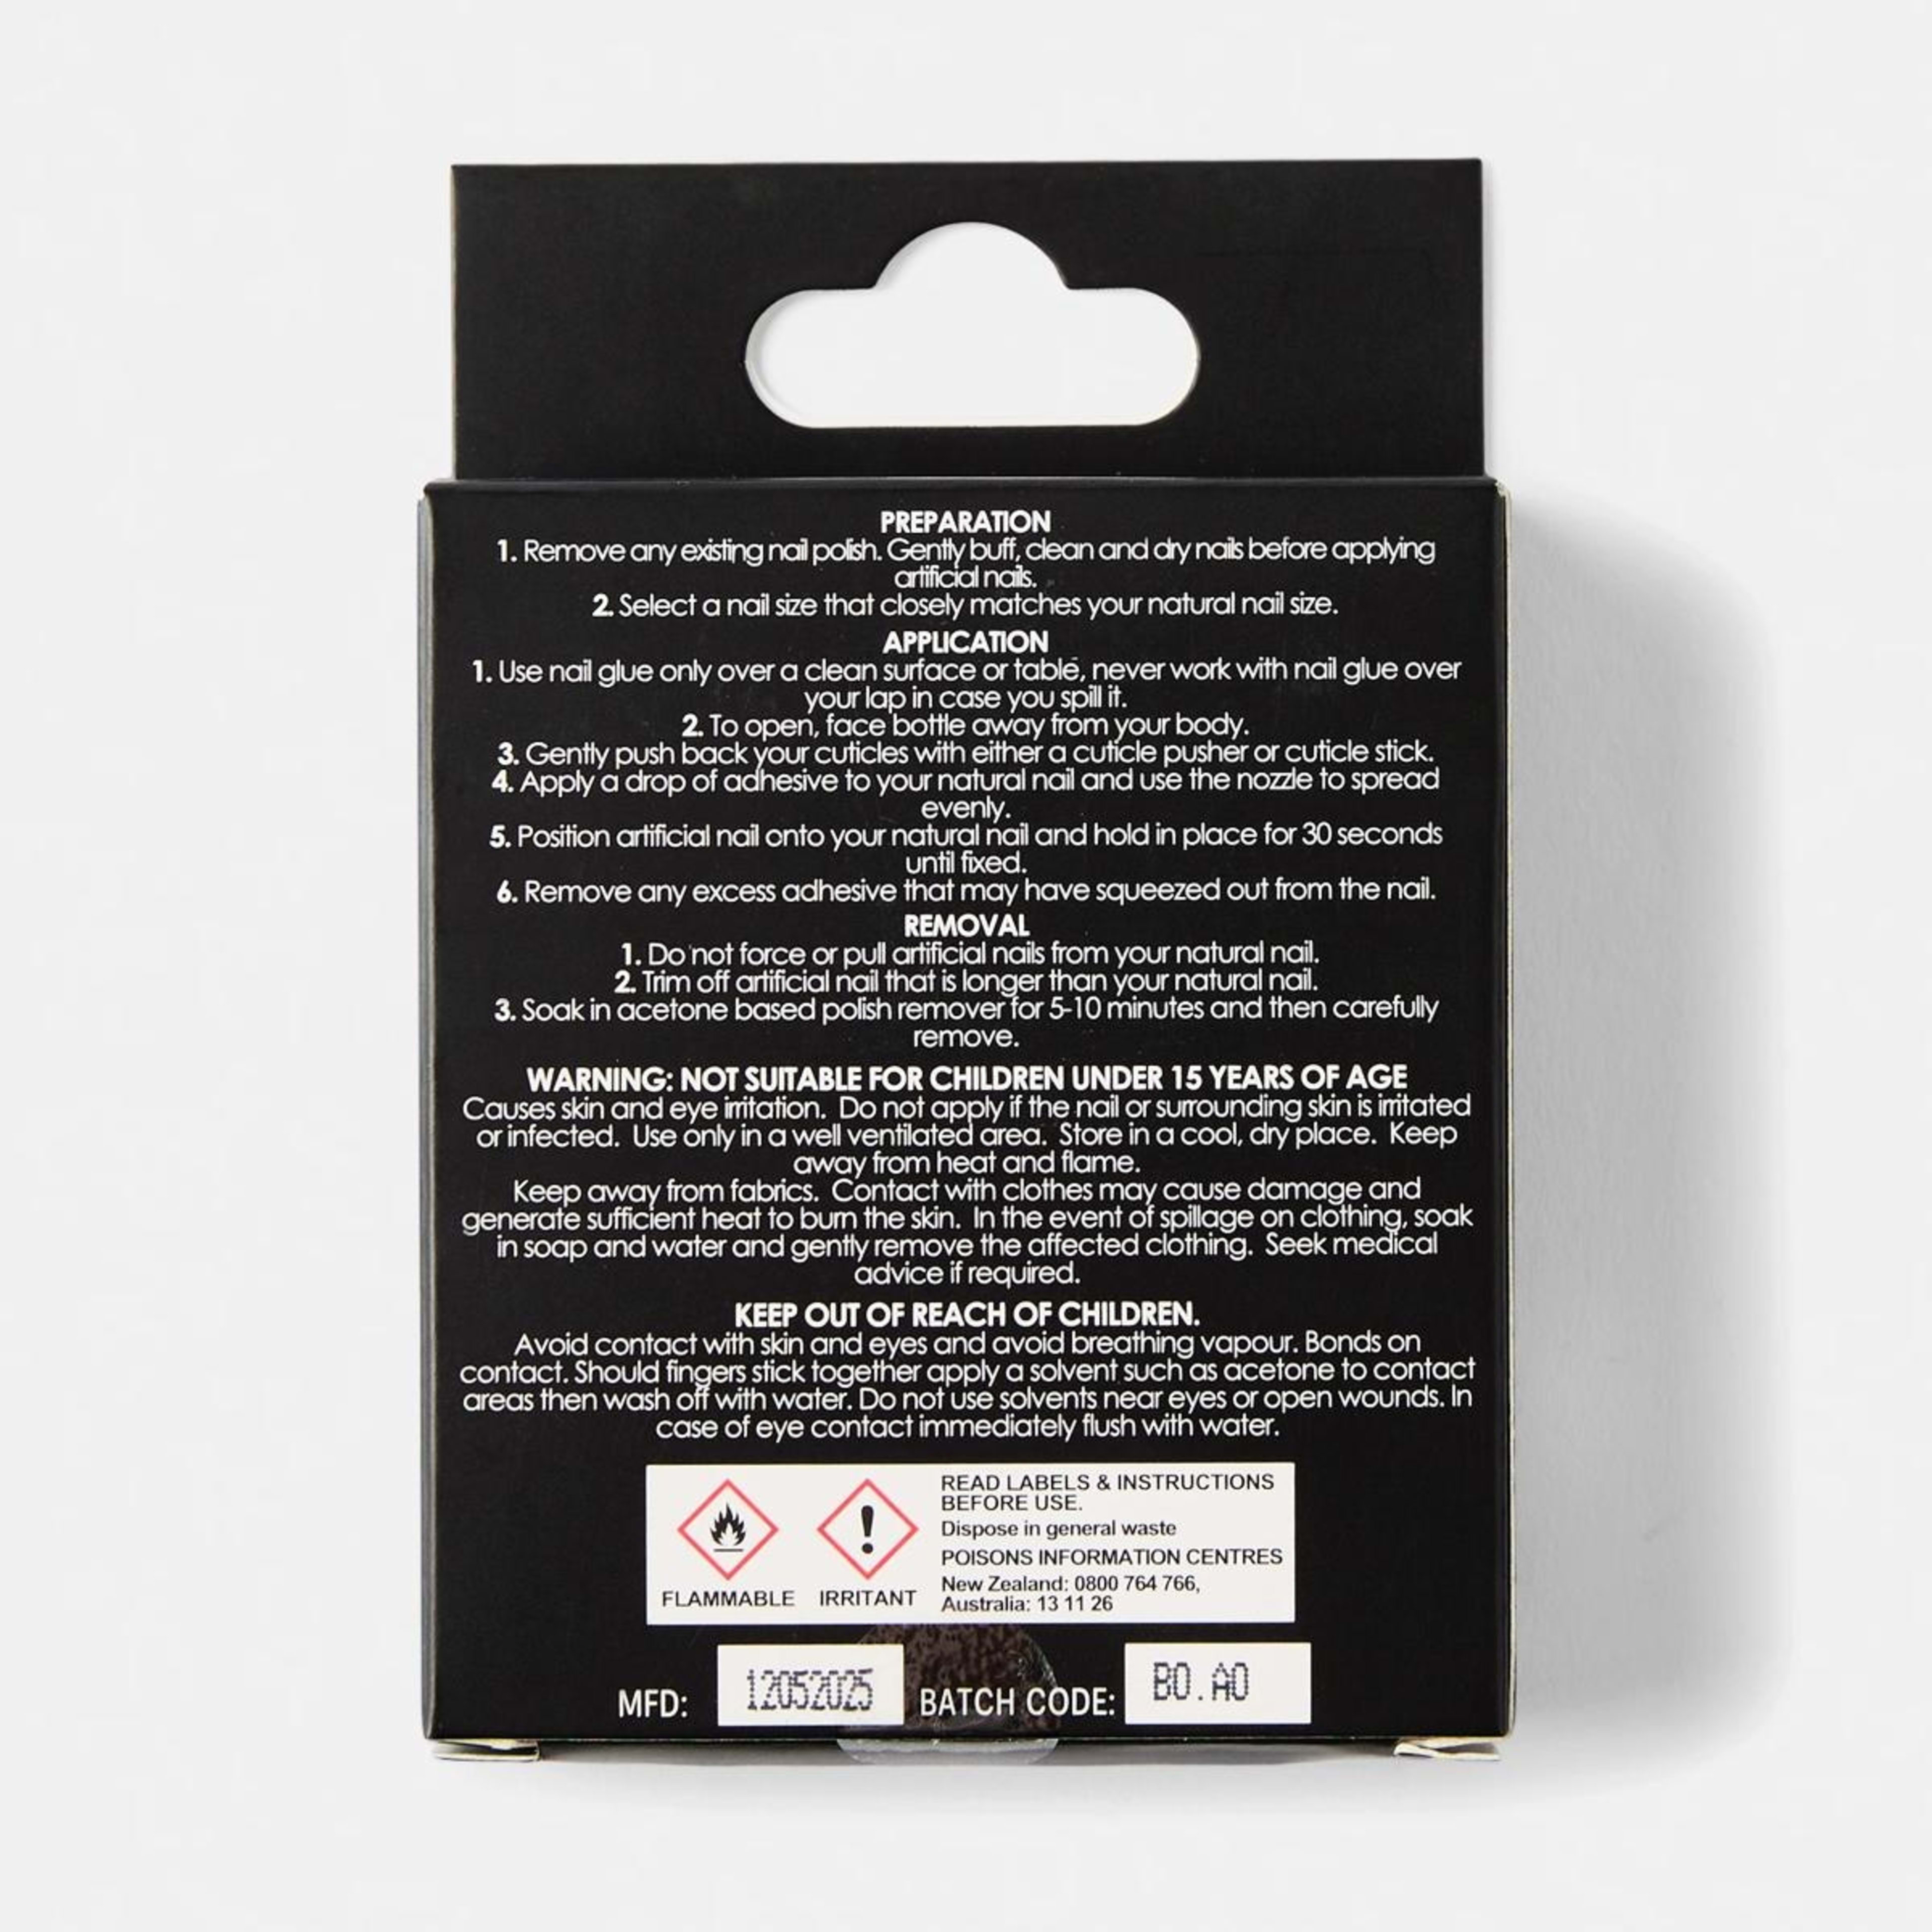 PREPARATION
1. Remove any existing nail polish. Gently buff, clean and dry nails before applying
artificial nails.
2. Select a nail size that closely matches your natural nail size.
APPLICATION
1. Use nail glue only over a clean surface or table, never work with nail glue over
your lap in case you spill it.
2. To open, face bottle away from your body.
3. Gently push back your cuticles with either a cuticle pusher or cuticle stick.
4. Apply a drop of adhesive to your natural nail and use the nozzle to spread
evenly.
5. Position artificial nail onto your natural nail and hold in place for 30 seconds
until fixed.
6. Remove any excess adhesive that may have squeezed out from the nail.
REMOVAL
1. Do not force or pull artificial nails from your natural nail.
2. Trim off artificial nail that is longer than your natural nail.
3. Soak in acetone based polish remover for 5-10 minutes and then carefully
remove.
WARNING: NOT SUITABLE FOR CHILDREN UNDER 15 YEARS OF AGE
Causes skin and eye irritation. Do not apply if the nail or surrounding skin is irritated
or infected. Use only in a well ventilated area. Store in a cool, dry place. Keep
away from heat and flame.
Keep away from fabrics. Contact with clothes may cause damage and
generate sufficient heat to burn the skin. In the event of spillage on clothing, soak
in soap and water and gently remove the affected clothing. Seek medical
advice if required.
KEEP OUT OF REACH OF CHILDREN.
Avoid contact with skin and eyes and avoid breathing vapour. Bonds on
contact. Should fingers stick together apply a solvent such as acetone to contact
areas then wash off with water. Do not use solvents near eyes or open wounds. In
case of eye contact immediately flush with water.
FLAMMABLE IRRITANT
READ LABELS & INSTRUCTIONS
BEFORE USE.
Dispose in general waste
POISONS INFORMATION CENTRES
New Zealand: 0800 764 766,
Australia: 13 11 26
MFD: 12052025 BATCH CODE: B0.A0